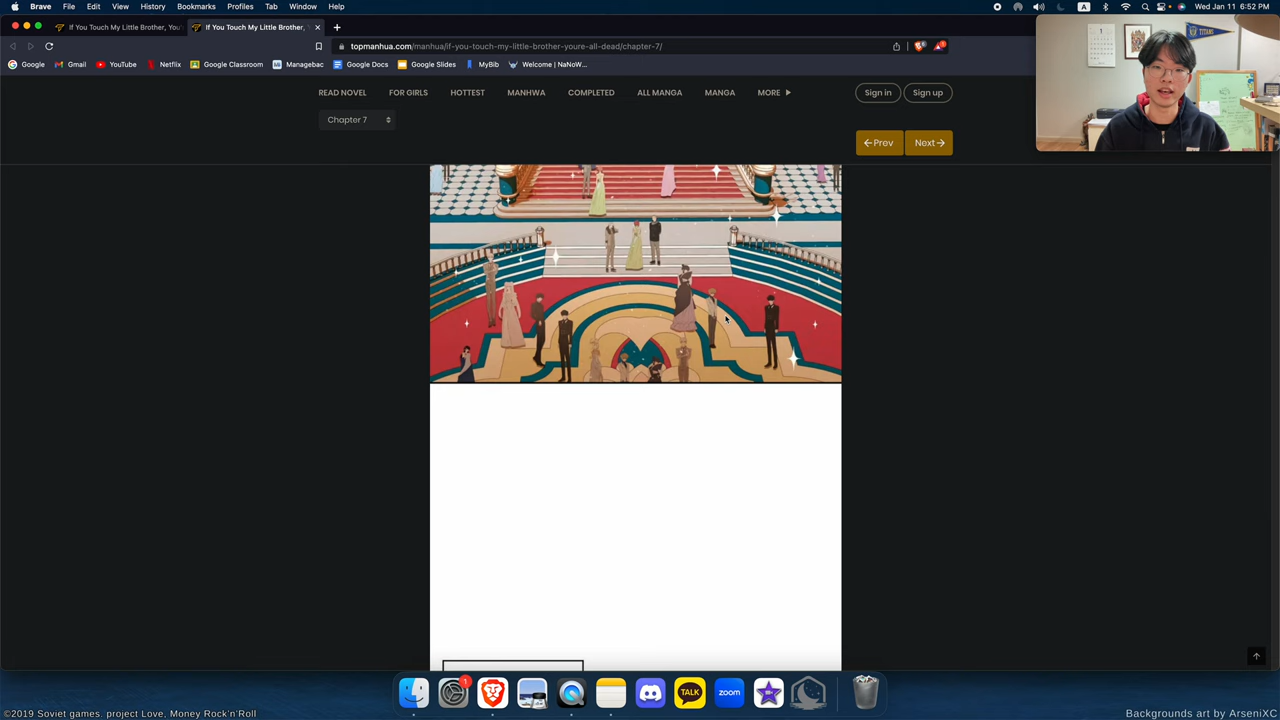 Brave File Edit View History Bookmarks Profiles Tab Window Help
A Wed Jan 11 6:52 PM
If You Touch My Little Brother, You
If You Touch My Little Brother,
topmanhua.com/manhua/if-you-touch-my-little-brother-youre-all-dead/chapter-7/
Google Gmail YouTube Netflix Google Classroom Managebac Google Docs Google Slides MyBib Welcome | NaNoW...
READ NOVEL FOR GIRLS HOTTEST MANHWA COMPLETED ALL MANGA MANGA MORE
Sign in Sign up
Chapter 7
Prev Next
TITANS
1
TALK zoom
©2019 Soviet games. project Love, Money Rock'n'Roll
Backgrounds art by ArseniXC